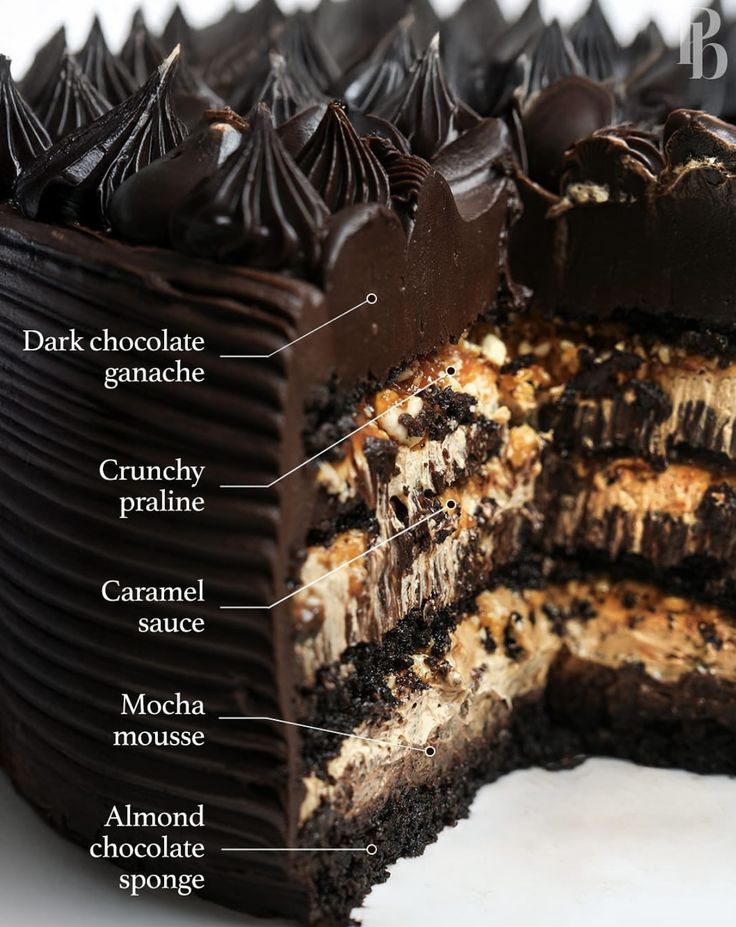 Dark chocolate
ganache
Crunchy
praline
Caramel
sauce
Mocha
mousse
Almond
chocolate
sponge